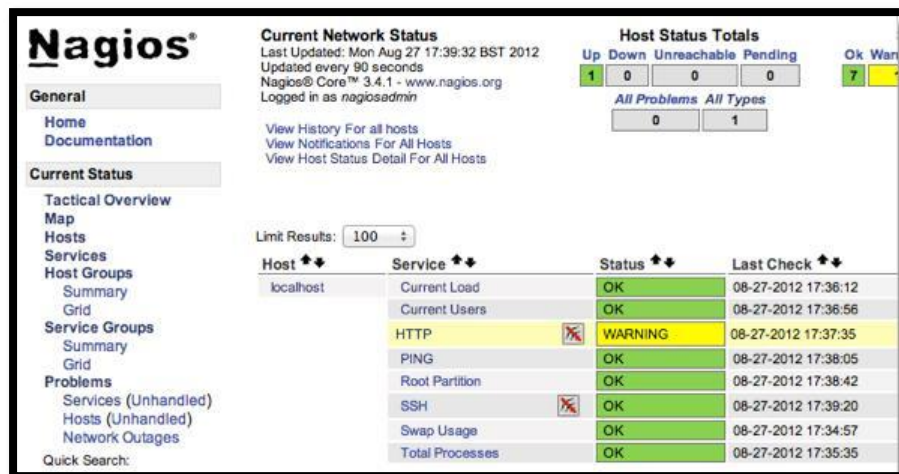 Nagios®
General
Home
Documentation
Current Status
Tactical Overview
Map
Hosts
Services
Host Groups
Summary
Grid
Service Groups
Summary
Grid
Problems
Services (Unhandled)
Hosts (Unhandled)
Network Outages
Quick Search:
Current Network Status
Last Updated: Mon Aug 27 17:39:32 BST 2012
Updated every 90 seconds
Nagios® Core™ 3.4.1 - www.nagios.org
Logged in as nagiosadmin
View History For all hosts
View Notifications For All Hosts
View Host Status Detail For All Hosts
Host Status Totals
Up Down Unreachable Pending
1 0 0 0
All Problems All Types
0 1
Ok
7
Limit Results: 100
Host Service Status Last Check
localhost Current Load OK 08-27-2012 17:36:12
Current Users OK 08-27-2012 17:36:56
HTTP WARNING 08-27-2012 17:37:35
PING OK 08-27-2012 17:38:05
Root Partition OK 08-27-2012 17:38:42
SSH OK 08-27-2012 17:39:20
Swap Usage OK 08-27-2012 17:34:57
Total Processes OK 08-27-2012 17:35:35